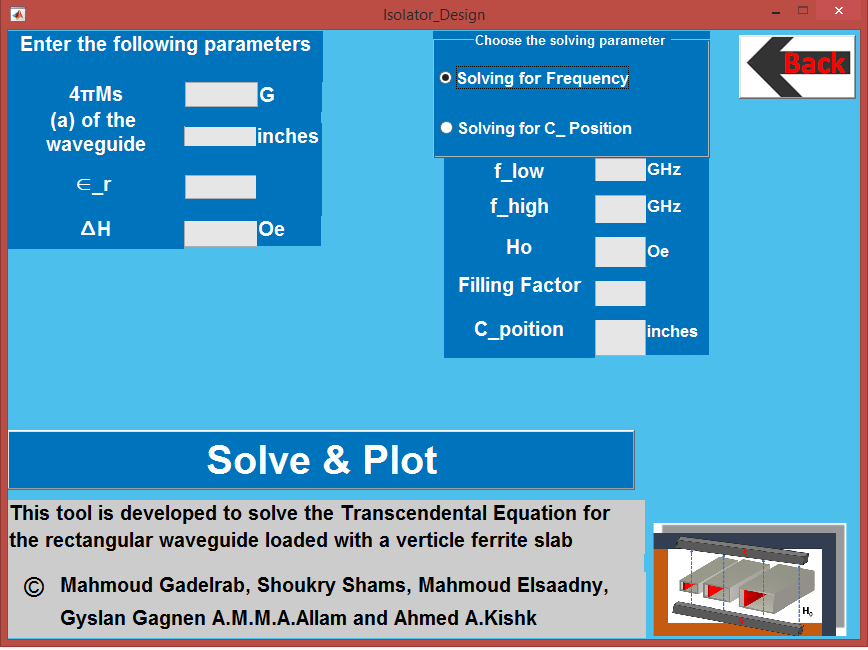 Isolator_Design
Enter the following parameters
4πMs
G
(a) of the
waveguide
inches
∈_r
ΔH
Oe
Choose the solving parameter
Solving for Frequency
Solving for C_ Position
Back
f_low
GHz
f_high
GHz
Ho
Oe
Filling Factor
C_poition
inches
Solve & Plot
This tool is developed to solve the Transcendental Equation for
the rectangular waveguide loaded with a verticle ferrite slab
© Mahmoud Gadelrab, Shoukry Shams, Mahmoud Elsaadny,
Gyslan Gagnen A.M.M.A.Allam and Ahmed A.Kishk
H₀